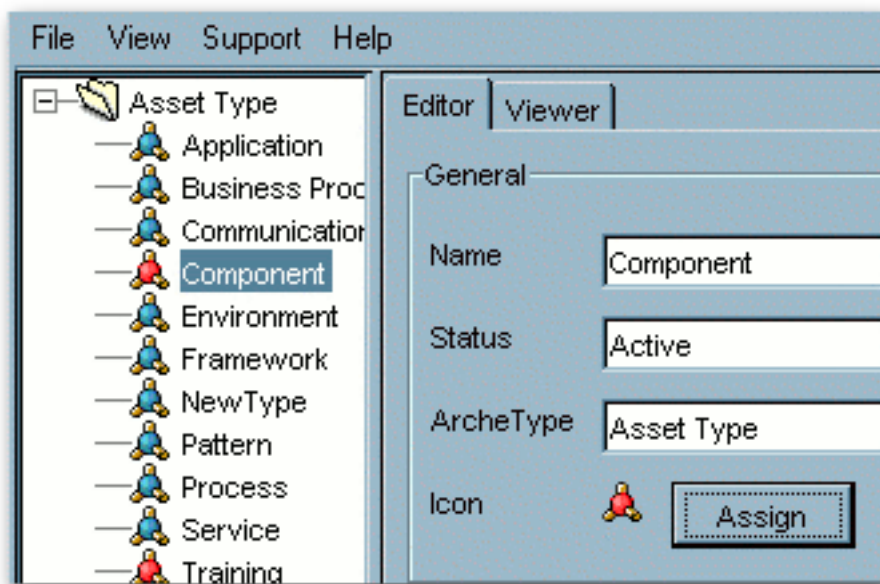 File View Support Help
Asset Type
Application
Business Proc
Communication
Component
Environment
Framework
NewType
Pattern
Process
Service
Training
Editor Viewer
General
Name Component
Status Active
ArcheType Asset Type
Icon Assign